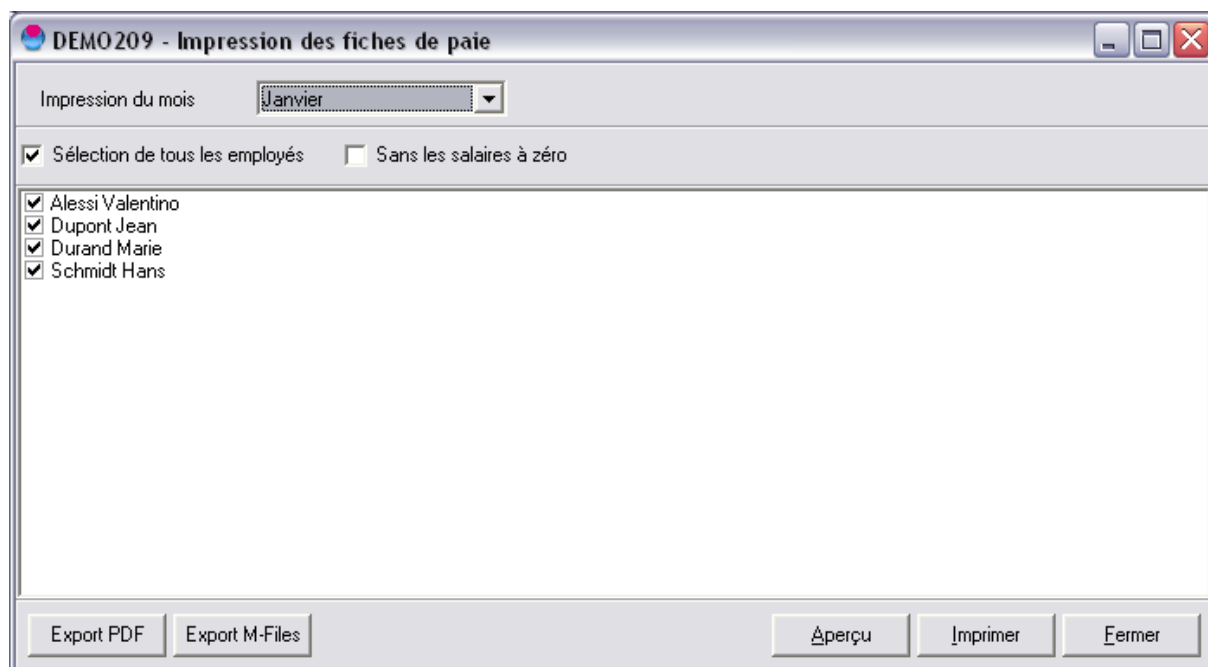 DEMO209 - Impression des fiches de paie
Impression du mois Janvier
Sélection de tous les employés Sans les salaires à zéro
Alessi Valentino
Dupont Jean
Durand Marie
Schmidt Hans
Export PDF Export M-Files Aperçu Imprimer Fermer